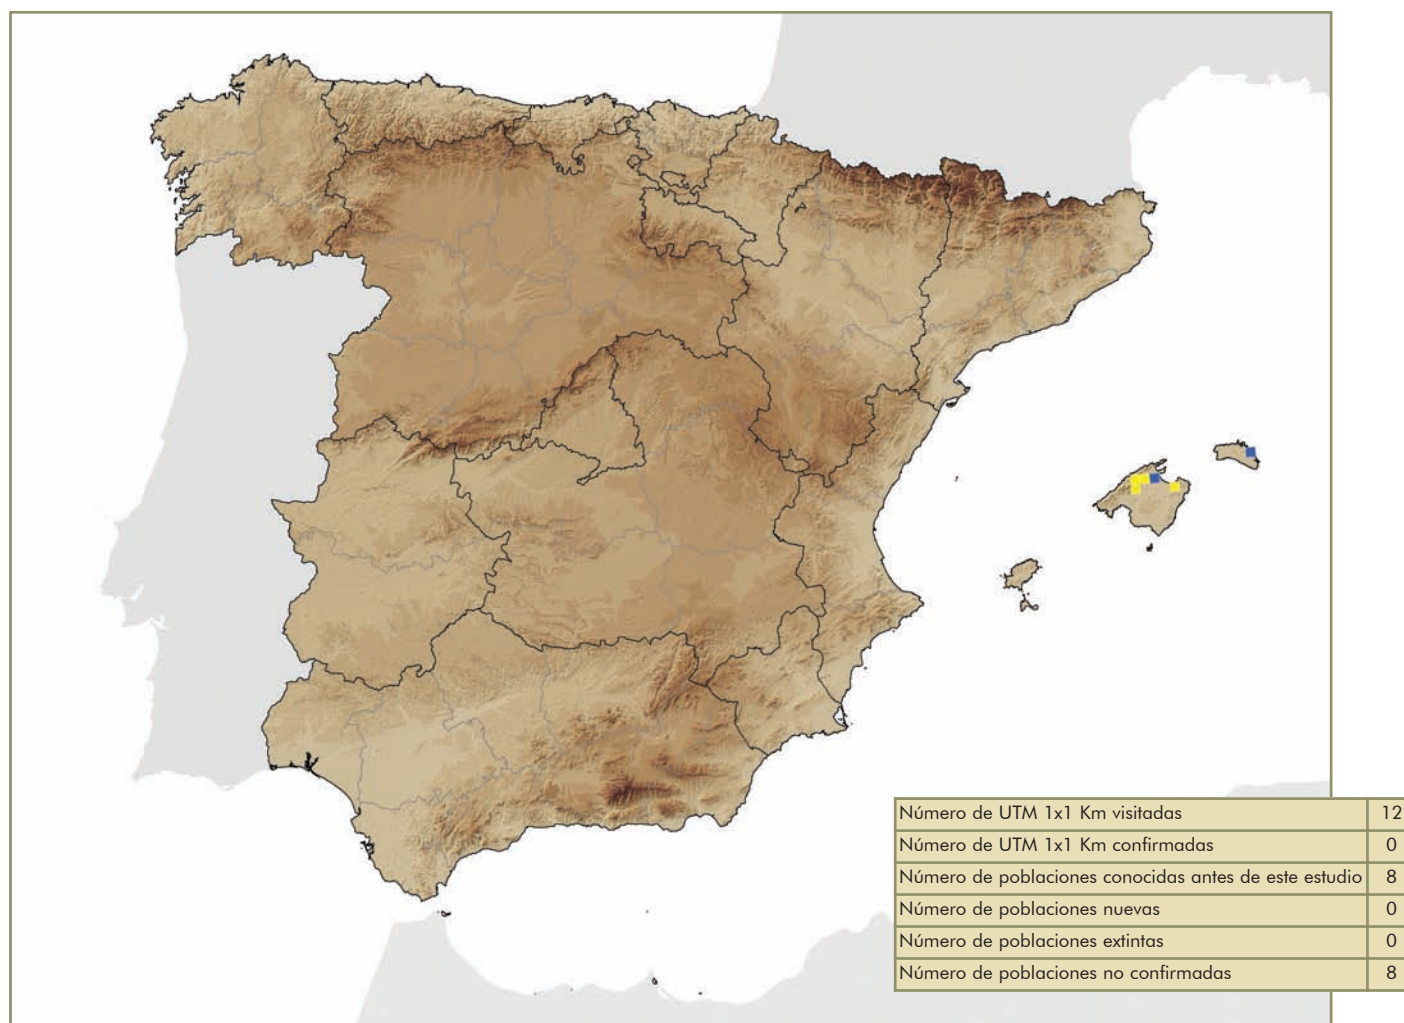 Número de UTM 1x1 Km visitadas 12
Número de UTM 1x1 Km confirmadas 0
Número de poblaciones conocidas antes de este estudio 8
Número de poblaciones nuevas 0
Número de poblaciones extintas 0
Número de poblaciones no confirmadas 8